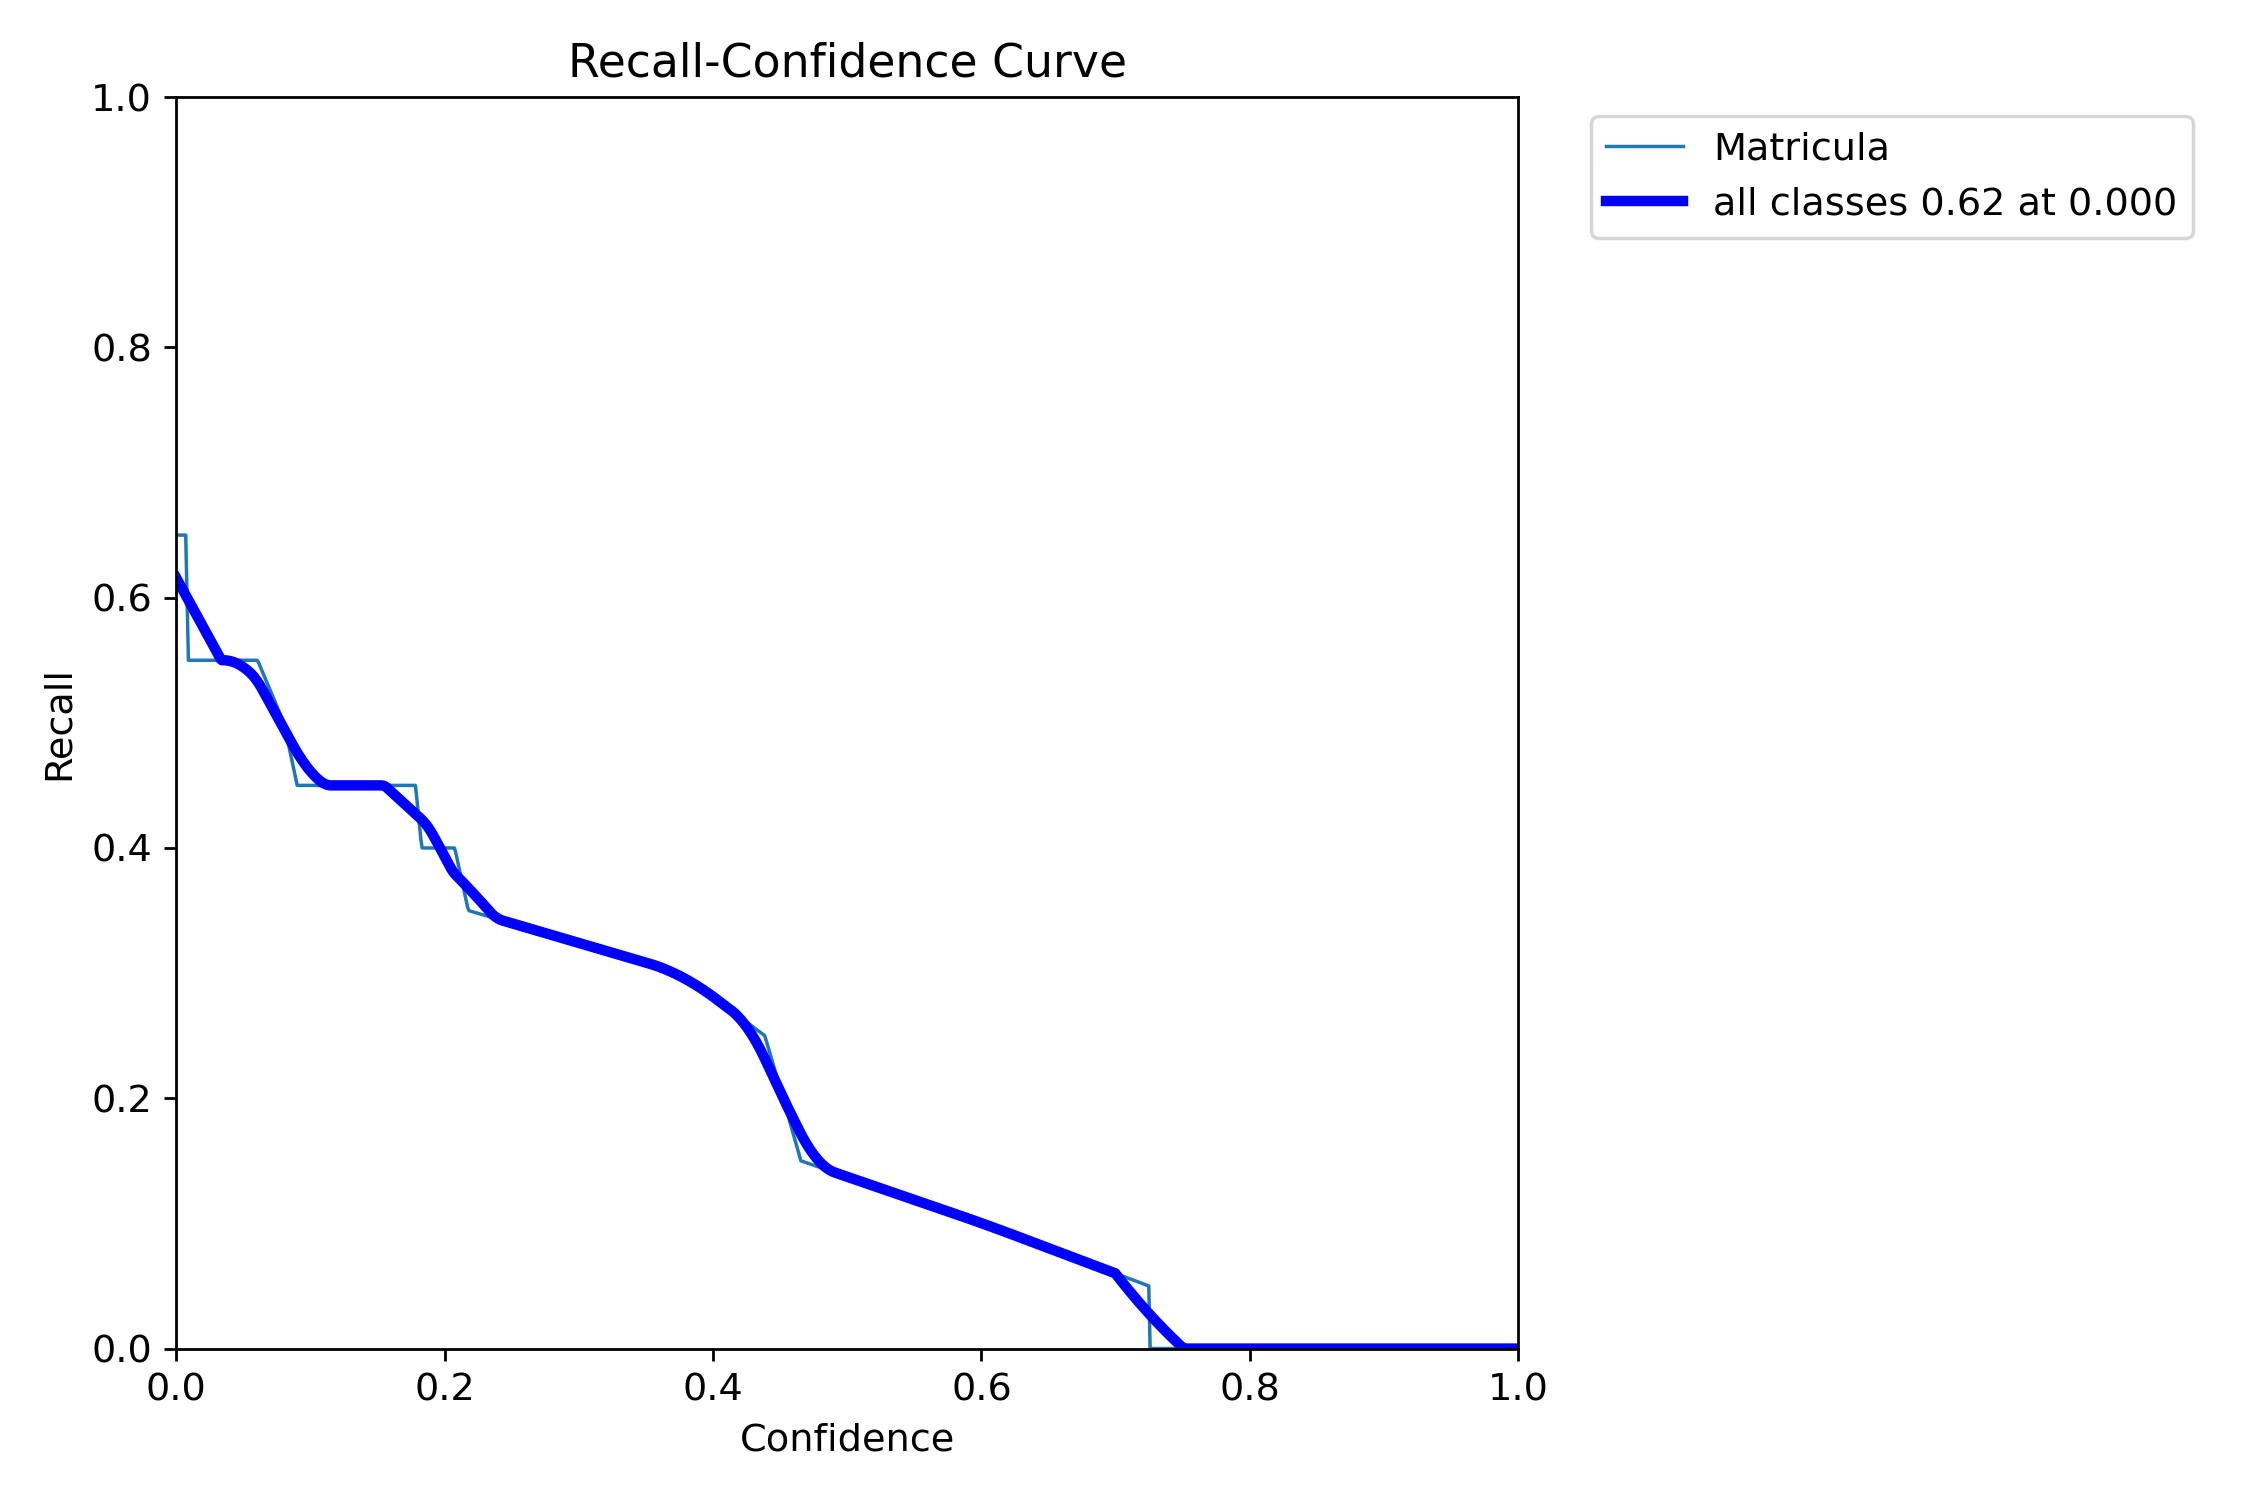 Recall-Confidence Curve
1.0
0.8
0.6
0.4
0.2
0.0
Recall
0.0 0.2 0.4 0.6 0.8 1.0
Confidence
Matricula
all classes 0.62 at 0.000